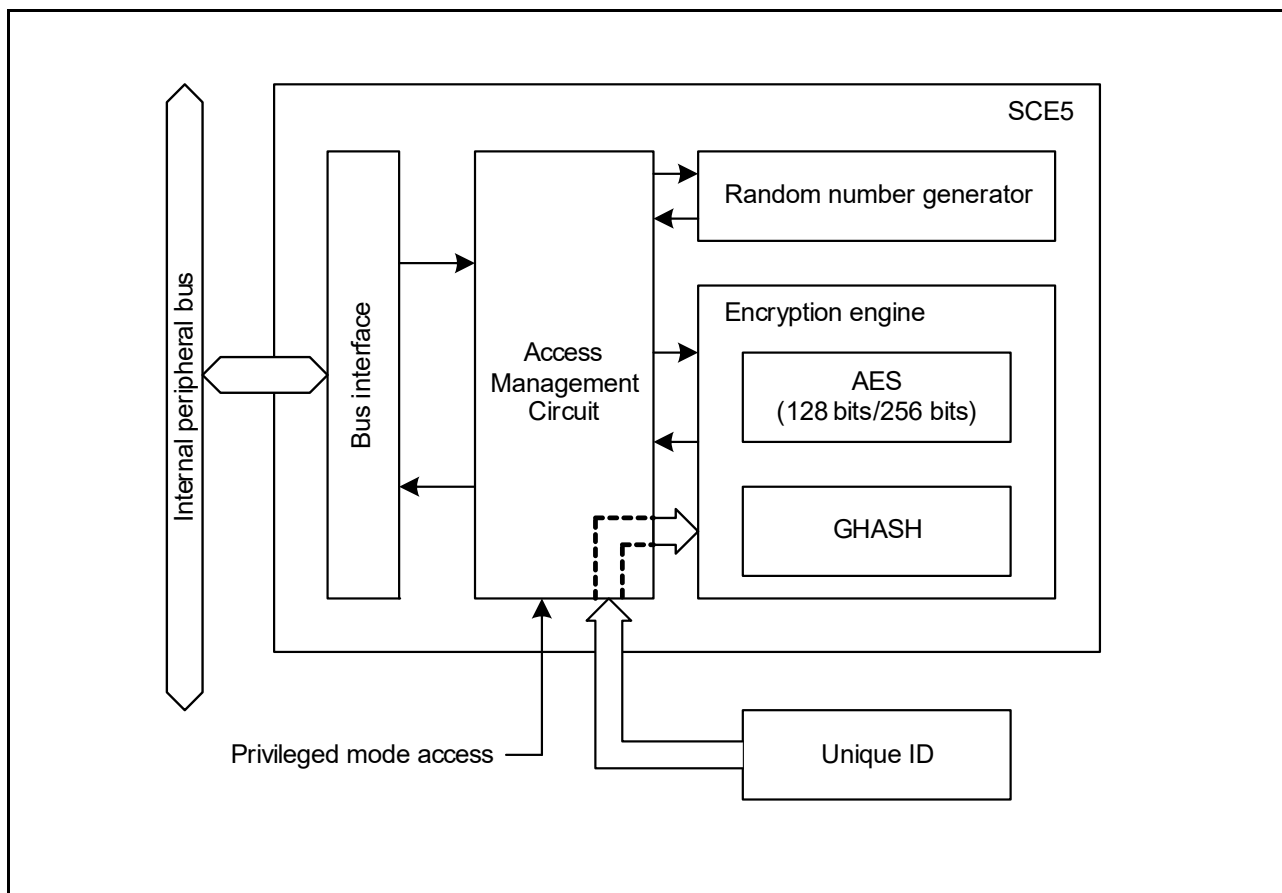 SCE5
Internal peripheral bus
Bus interface
Access
Management
Circuit
Random number generator
Encryption engine
AES
(128 bits/256 bits)
GHASH
Privileged mode access
Unique ID